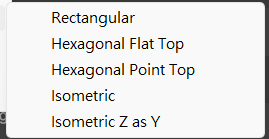 Rectangular
Hexagonal Flat Top
Hexagonal Point Top
Isometric
Isometric Z as Y